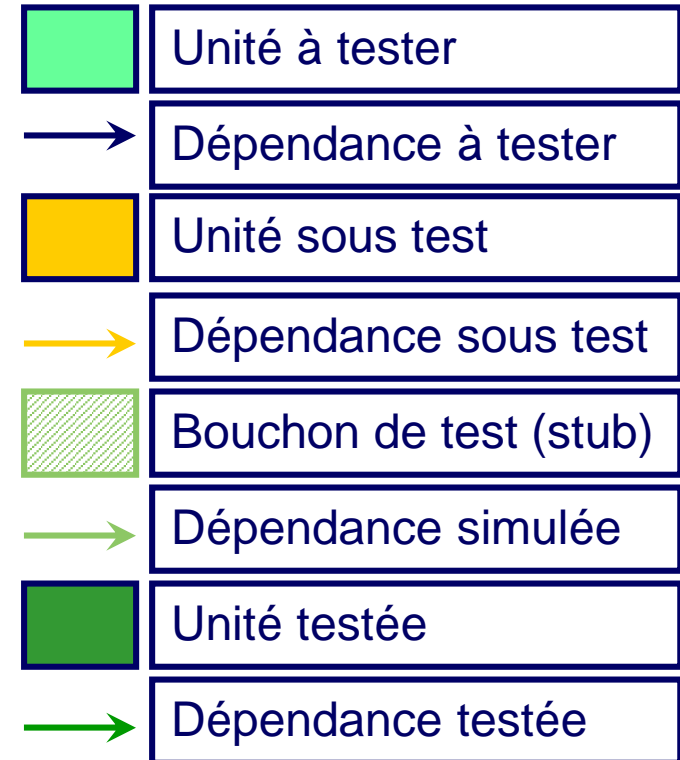 Unité à tester
Dépendance à tester
Unité sous test
Dépendance sous test
Bouchon de test (stub)
Dépendance simulée
Unité testée
Dépendance testée